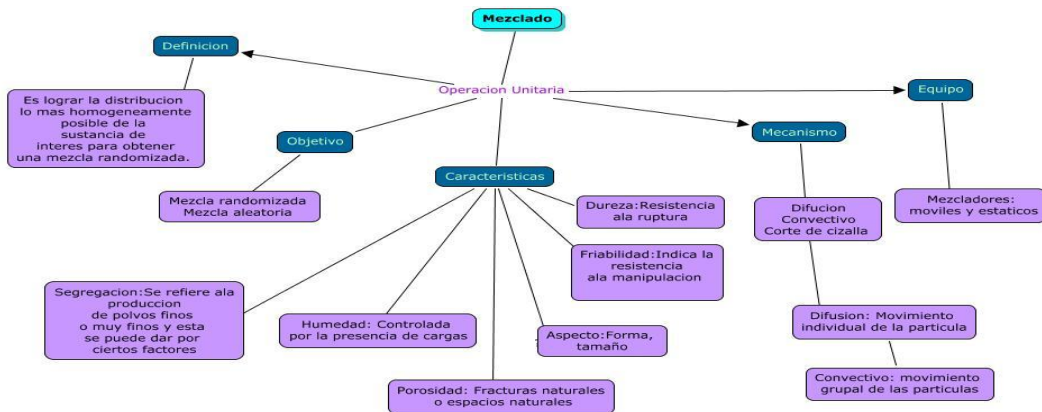 Mezclado
Definicion
Operacion Unitaria
Equipo
Es lograr la distribucion
lo mas homogeneamente
posible de la
sustancia de
interes para obtener
una mezcla randomizada.
Objetivo
Mecanismo
Caracteristicas
Mezcla randomizada
Mezcla aleatoria
Dureza:Resistencia
ala ruptura
Difucion
Convectivo
Corte de cizalla
Mezcladores:
moviles y estaticos
Friabilidad:Indica la
resistencia
ala manipulacion
Segregacion:Se refiere ala
produccion
de polvos finos
o muy finos y esta
se puede dar por
ciertos factores
Humedad: Controlada
por la presencia de cargas
Aspecto:Forma,
tamaño
Difusion: Movimiento
individual de la particula
Porosidad: Fracturas naturales
o espacios naturales
Convectivo: movimiento
grupal de las particulas